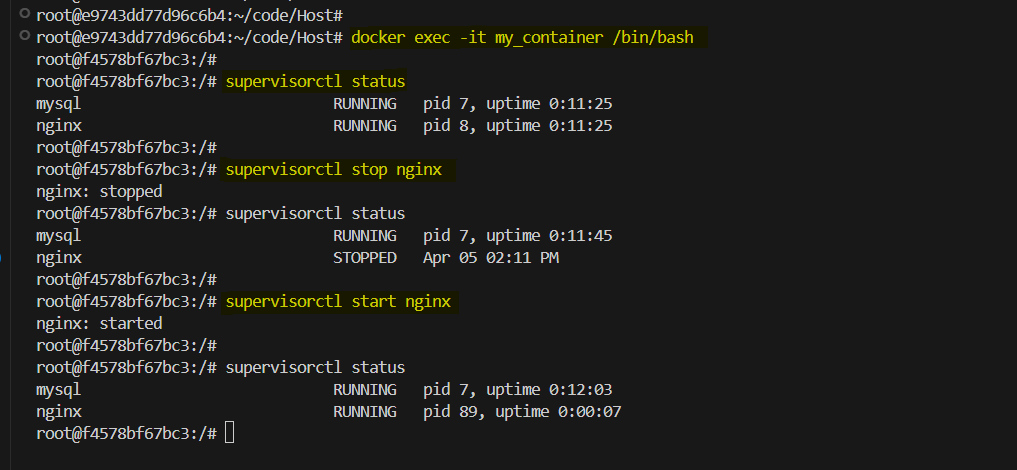 root@e9743dd77d96c6b4:~/code/Host#
root@e9743dd77d96c6b4:~/code/Host# docker exec -it my_container /bin/bash
root@f4578bf67bc3:/#
root@f4578bf67bc3:/# supervisorctl status
mysql                            RUNNING   pid 7, uptime 0:11:25
nginx                            RUNNING   pid 8, uptime 0:11:25
root@f4578bf67bc3:/#
root@f4578bf67bc3:/# supervisorctl stop nginx
nginx: stopped
root@f4578bf67bc3:/# supervisorctl status
mysql                            RUNNING   pid 7, uptime 0:11:45
nginx                            STOPPED   Apr 05 02:11 PM
root@f4578bf67bc3:/#
root@f4578bf67bc3:/# supervisorctl start nginx
nginx: started
root@f4578bf67bc3:/#
root@f4578bf67bc3:/# supervisorctl status
mysql                            RUNNING   pid 7, uptime 0:12:03
nginx                            RUNNING   pid 89, uptime 0:00:07
root@f4578bf67bc3:/#